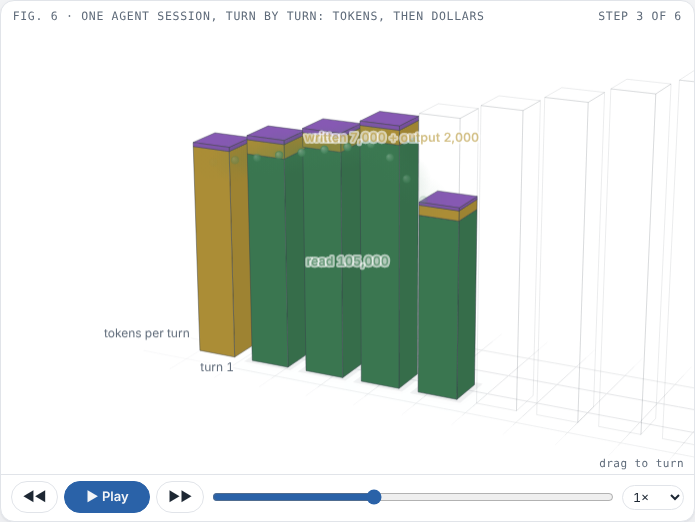 FIG. 6 · ONE AGENT SESSION, TURN BY TURN: TOKENS, THEN DOLLARS
STEP 3 OF 6
written 7,000 + output 2,000
read 105,000
tokens per turn
turn 1
drag to turn
Play
1×